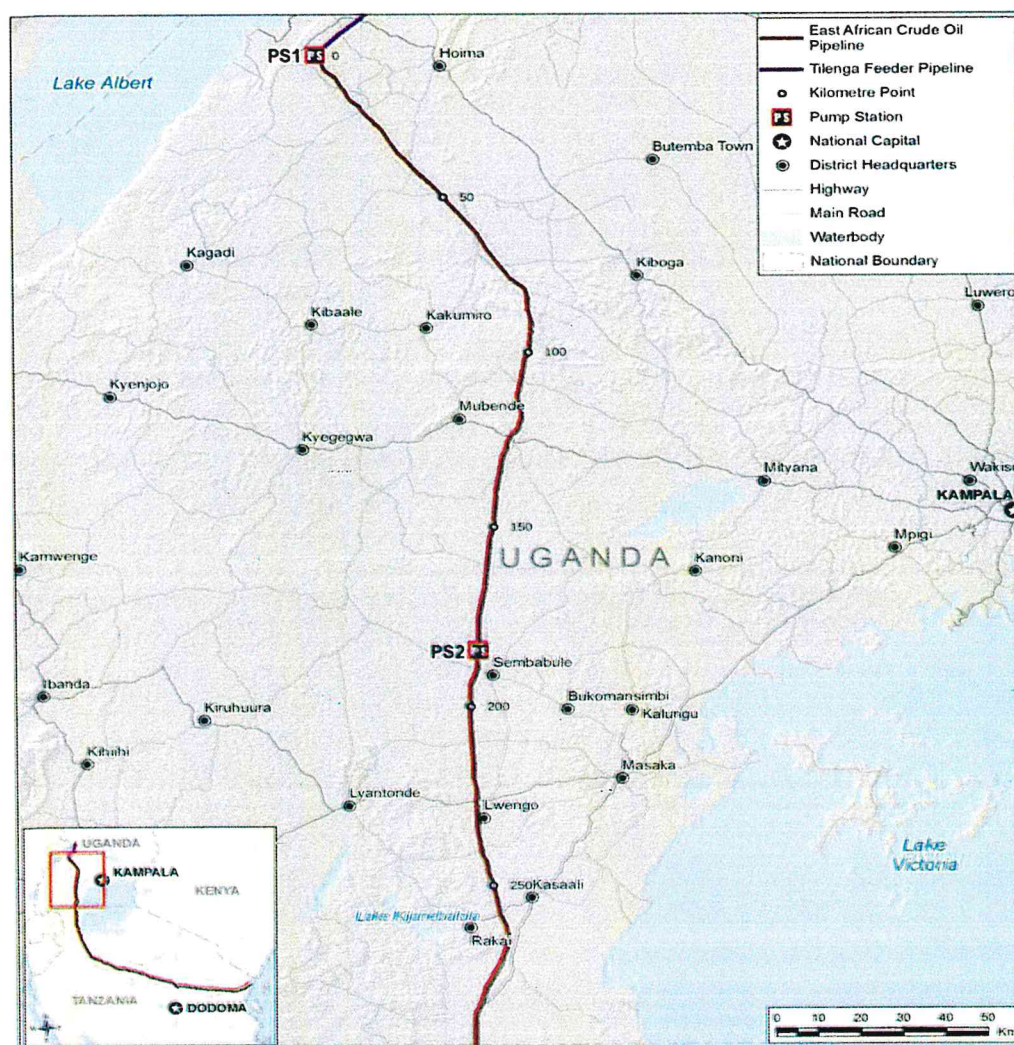 PS1
PS
0
Hoima
Lake Albert
East African Crude Oil
Pipeline
Tilenga Feeder Pipeline
Kilometre Point
PS Pump Station
National Capital
District Headquarters
Highway
Main Road
Waterbody
National Boundary
Butemba Town
50
Kagadi
Kiboga
Luwero
Kibaale
Kakumiro
100
Kyenjojo
Mubende
Kyegegwa
Mityana
Wakiso
KAMPALA
150
Mpigi
UGANDA
Kanoni
Kamwenge
PS2
Sembabule
Ibanda
Bukomansimbi
200
Kiruhuura
Kalungu
Kihihi
Masaka
Lyantonde
Lwengo
Lake
Victoria
250
Kasaali
Rakai
UGANDA
KAMPALA
KENYA
TANZANIA
DODOMA
0 10 20 30 40 50
Km